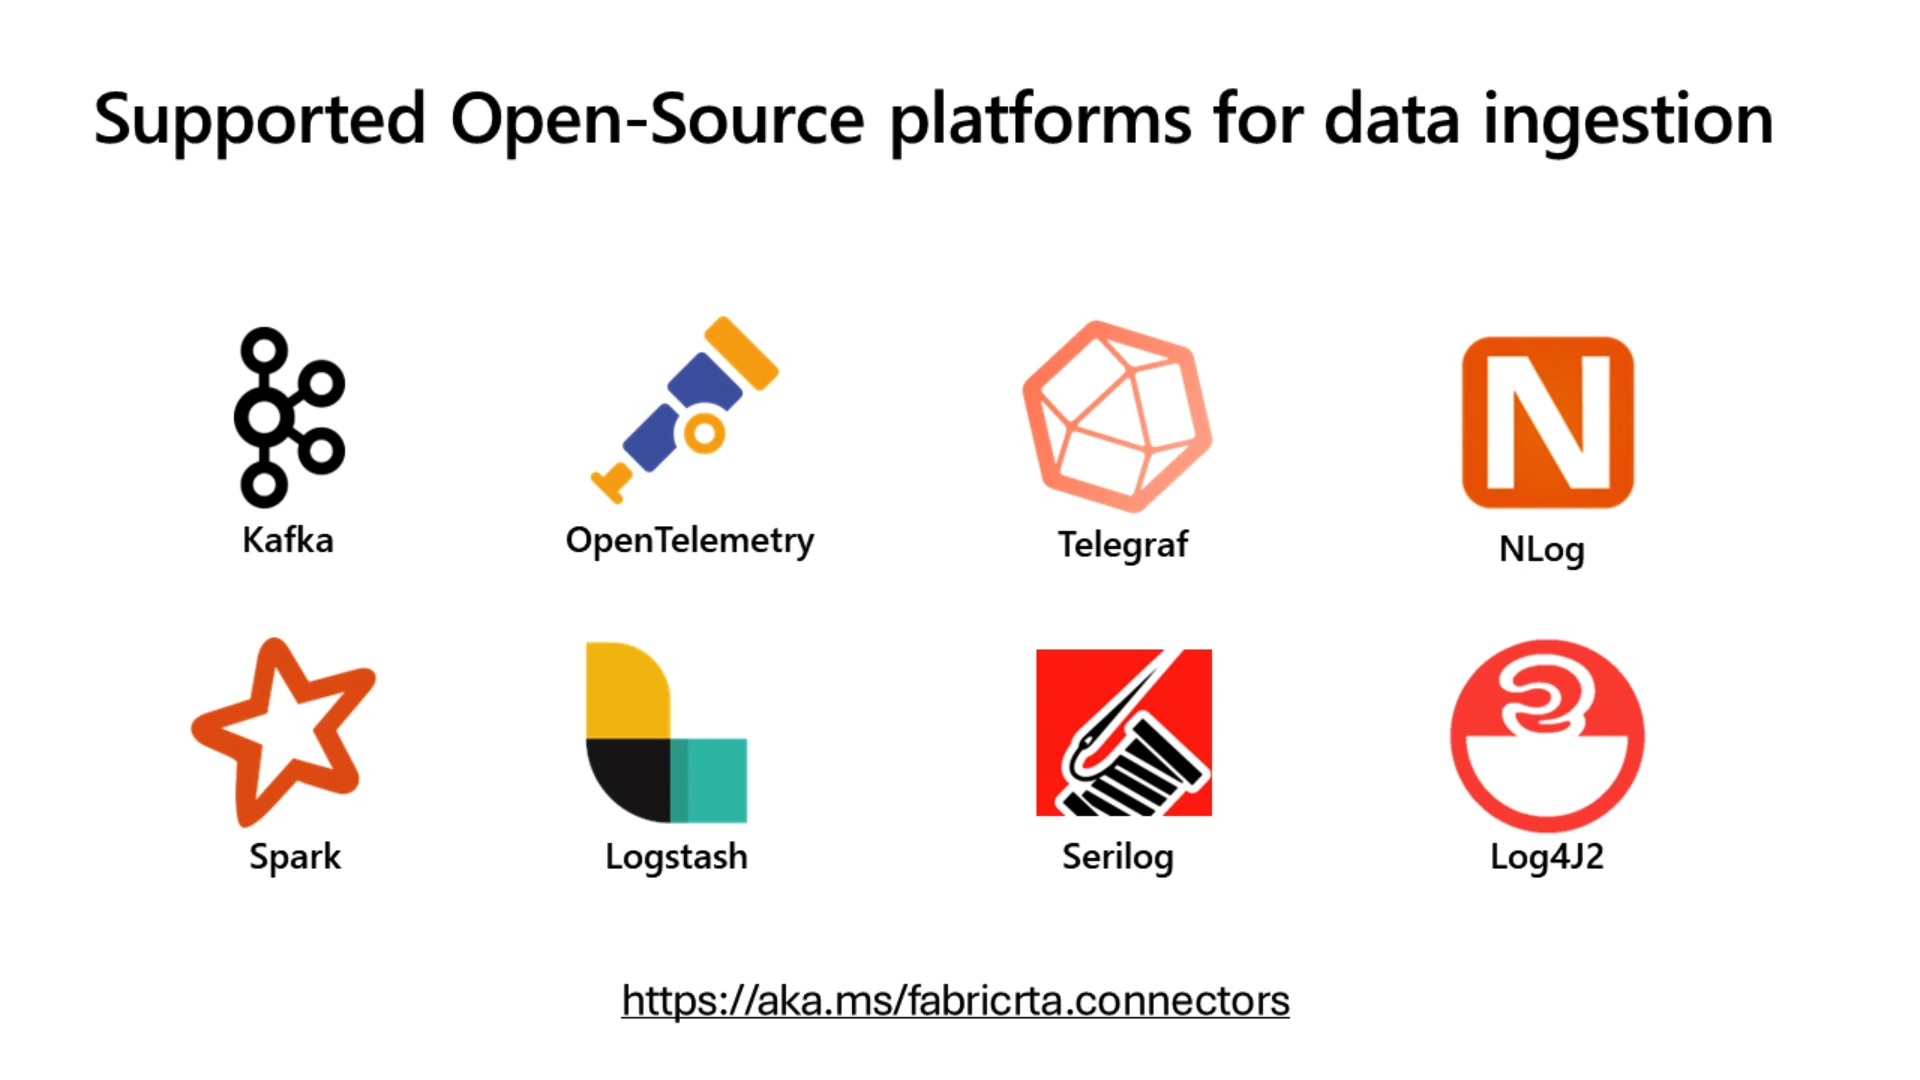 Supported Open-Source platforms for data ingestion
Kafka
OpenTelemetry
Telegraf
N
NLog
Spark
Logstash
Serilog
Log4J2
https://aka.ms/fabricrta.connectors